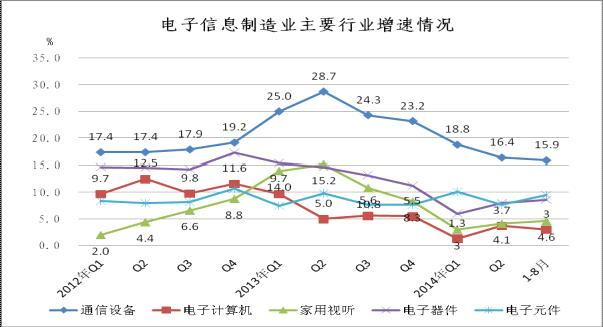 电子信息制造业主要行业增速情况
%
35.0
30.0
25.0
20.0
15.0
10.0
5.0
0.0
17.4 17.4 17.9 19.2 25.0 28.7 24.3 23.2 18.8 16.4 15.9
9.7 12.5 9.8 11.6 9.7 5.0 5.6 5.5 1.3 3.7 3
2.0 4.4 6.6 8.8 14.0 15.2 10.8 8.3 3 4.1 4.6
2012年Q1 Q2 Q3 Q4 2013年Q1 Q2 Q3 Q4 2014年Q1 Q2 1-8月
通信设备 电子计算机 家用视听 电子器件 电子元件